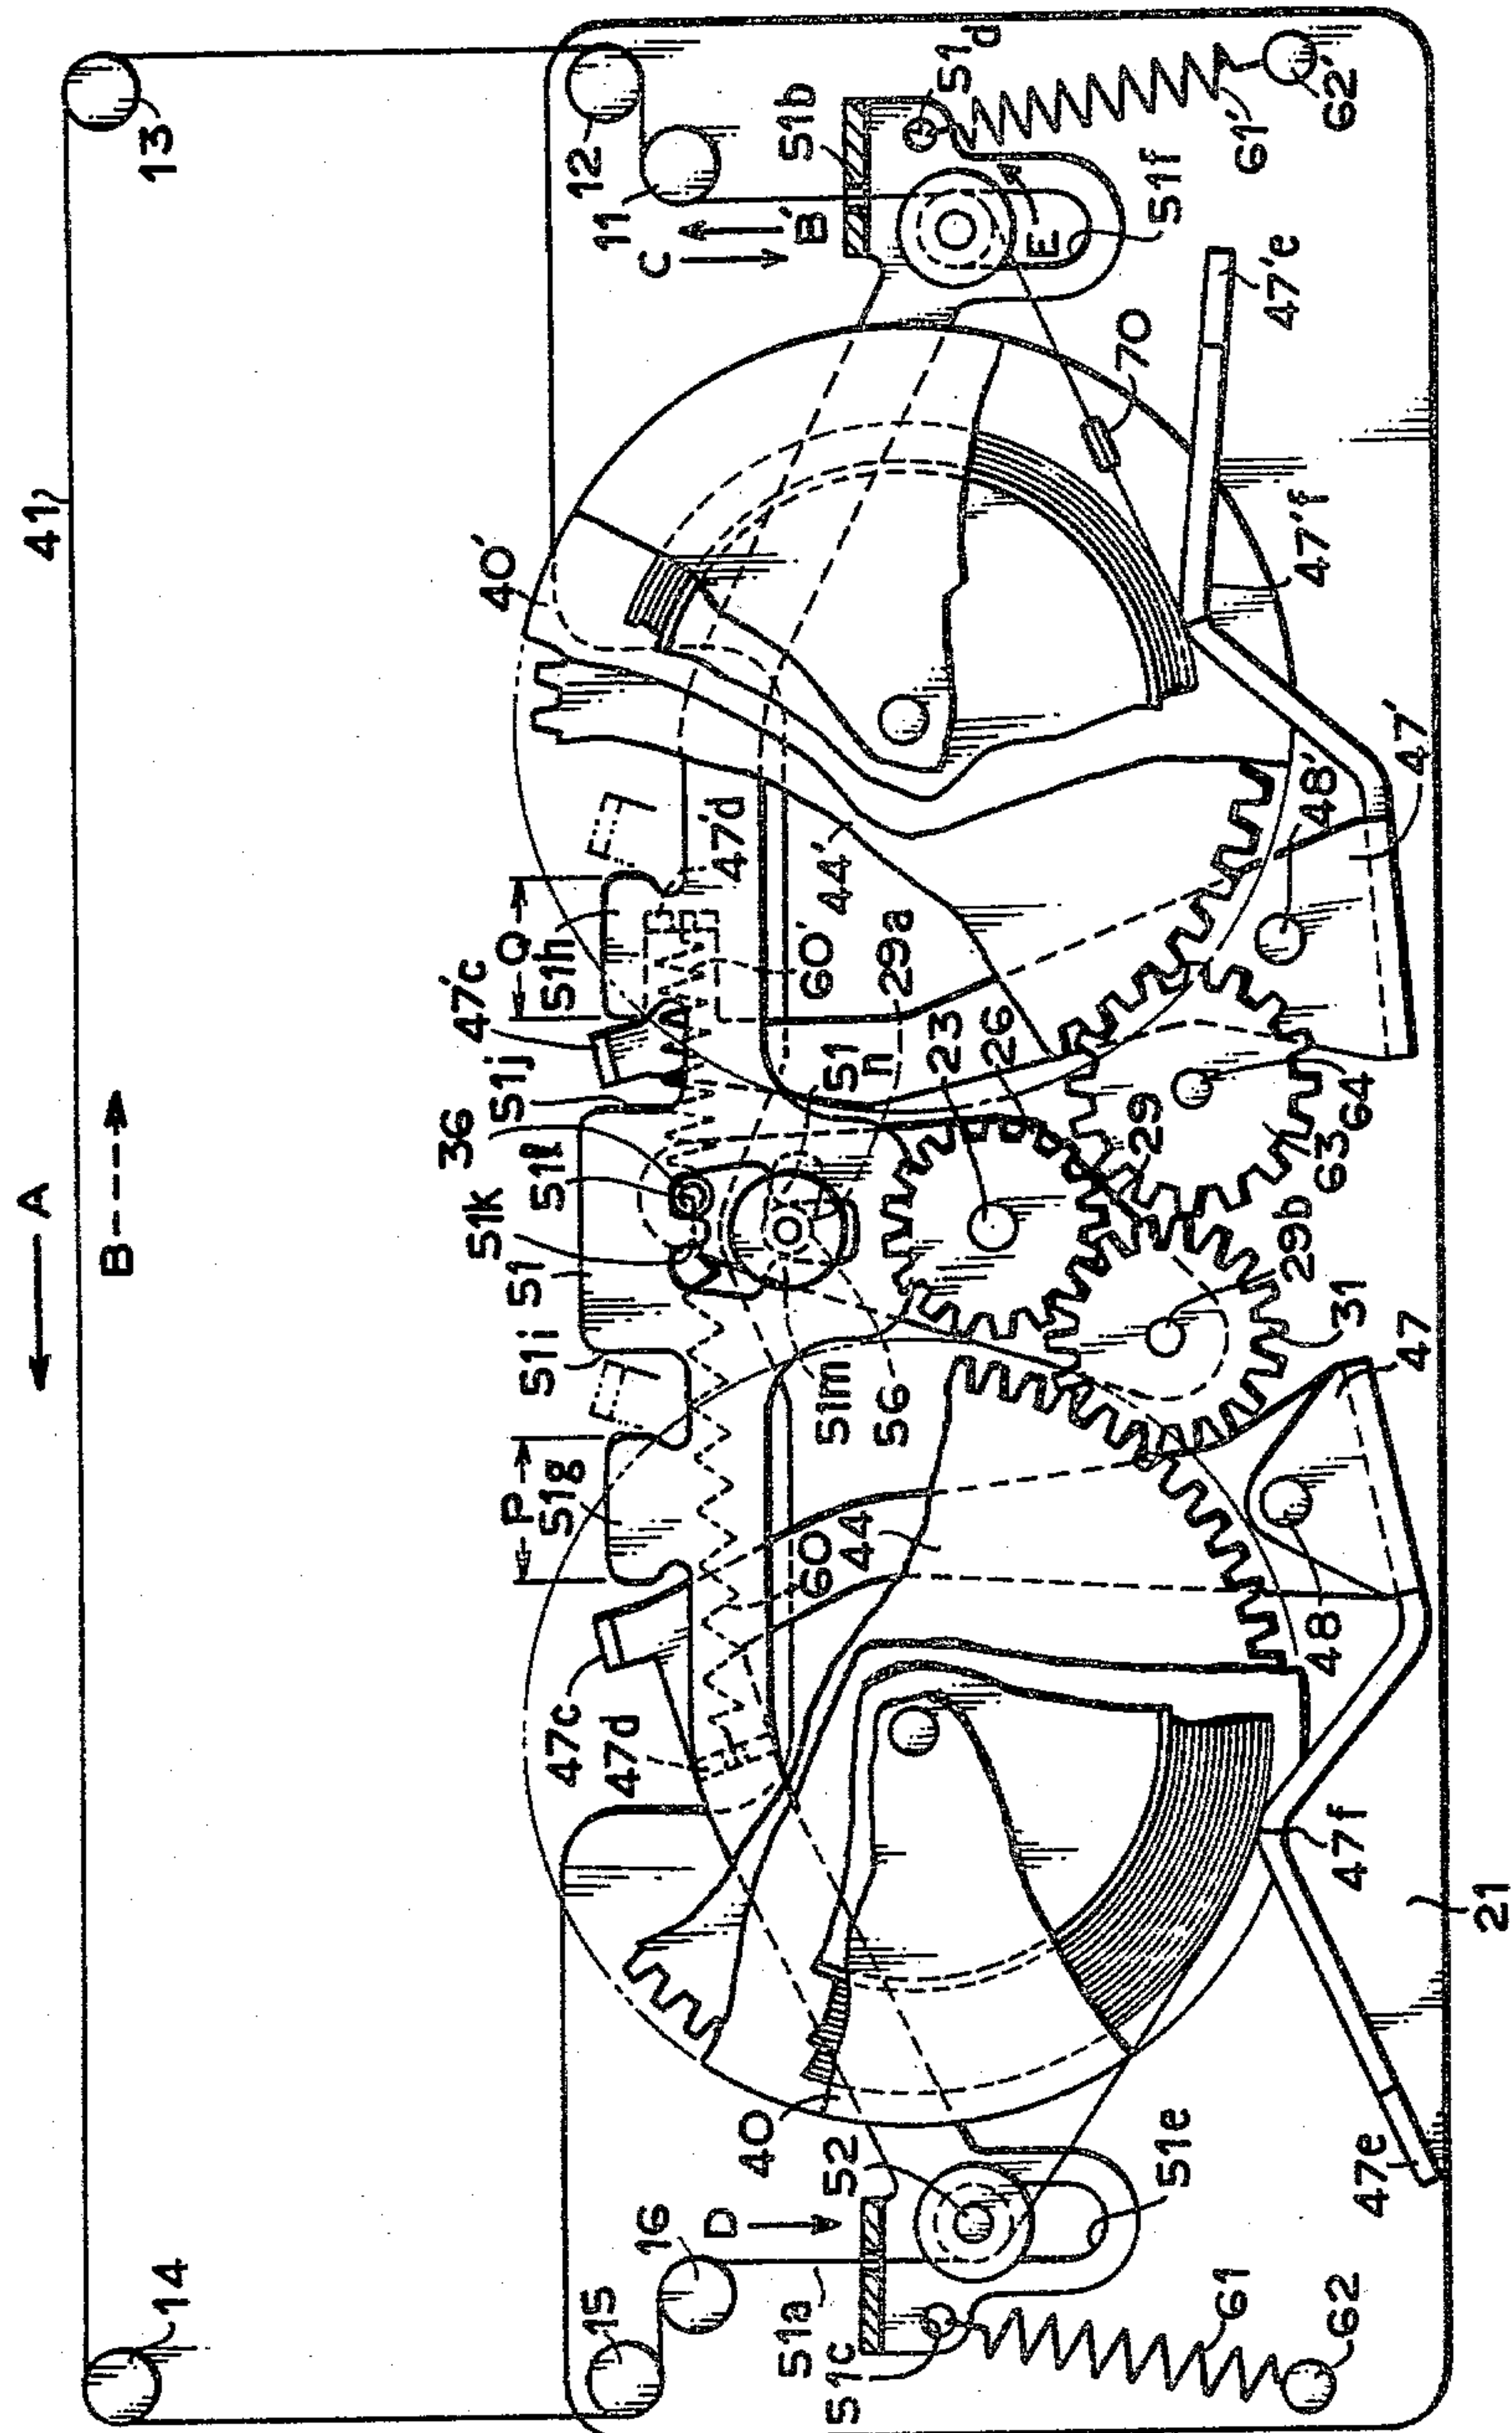 A
B
41
13
14
12
11
15
16
C
B'
D
E
51b
51'd
61'
62'
51f
47'e
70
47'f
40'
47'd
44'
60'
29a
Q
51h
47'c
51j
36
51l
51k
51
51i
51n
23
26
29
63
64
48'
47'
29b
31
47
51m
56
P
51g
60
44
48
47c
47d
47f
21
40
52
51e
47e
51a
51c
61
62